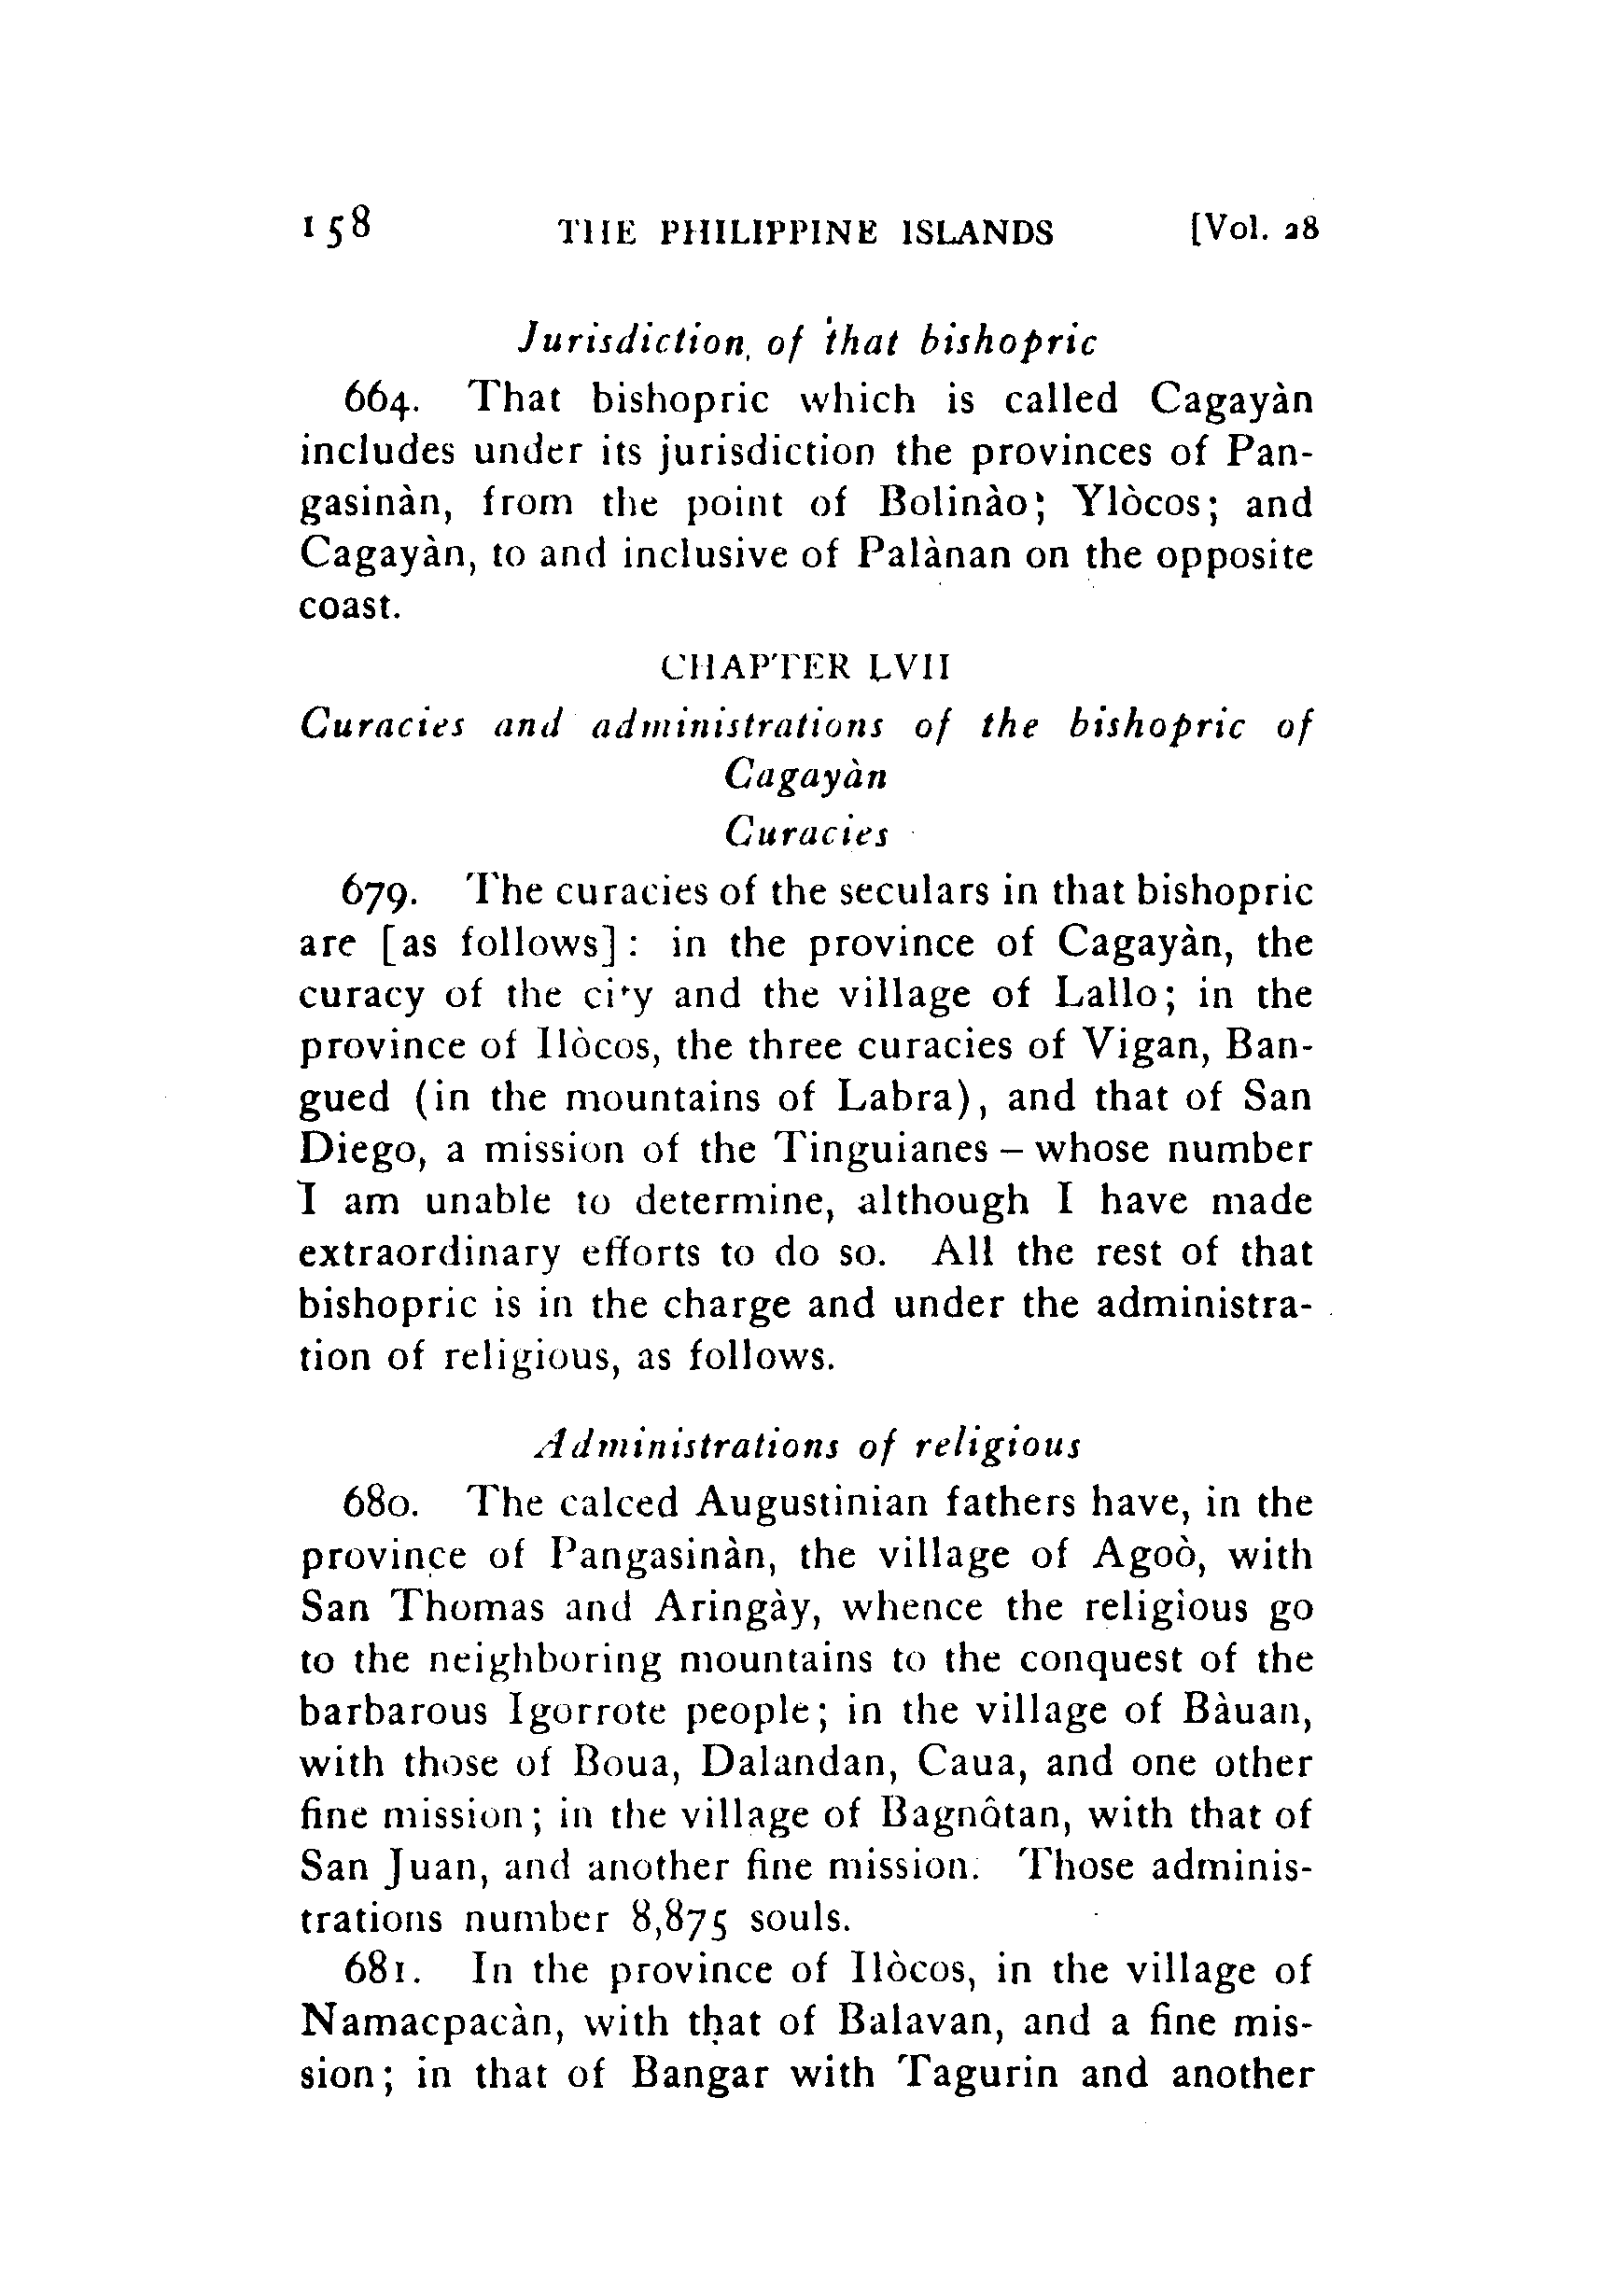 158 THE PHILIPPINE ISLANDS [Vol. 28
Jurisdiction of that bishopric
664. That bishopric which is called Cagayàn
includes under its jurisdiction the provinces of Pan-
gasinàn, from the point of Bolinào; Ylòcos; and
Cagayàn, to and inclusive of Palànan on the opposite
coast.
CHAPTER LVII
Curacies and administrations of the bishopric of
Cagayàn
Curacies
679. The curacies of the seculars in that bishopric
are [as follows]: in the province of Cagayàn, the
curacy of the city and the village of Lallo; in the
province of Ilòcos, the three curacies of Vigan, Ban-
gued (in the mountains of Labra), and that of San
Diego, a mission of the Tinguianes – whose number
I am unable to determine, although I have made
extraordinary efforts to do so. All the rest of that
bishopric is in the charge and under the administra-
tion of religious, as follows.
Administrations of religious
680. The calced Augustinian fathers have, in the
province of Pangasinàn, the village of Agoò, with
San Thomas and Aringày, whence the religious go
to the neighboring mountains to the conquest of the
barbarous Igorrote people; in the village of Bàuan,
with those of Boua, Dalandan, Caua, and one other
fine mission; in the village of Bagnôtan, with that of
San Juan, and another fine mission. Those adminis-
trations number 8,875 souls.
681. In the province of Ilòcos, in the village of
Namacpacàn, with that of Balavan, and a fine mis-
sion; in that of Bangar with Tagurin and another